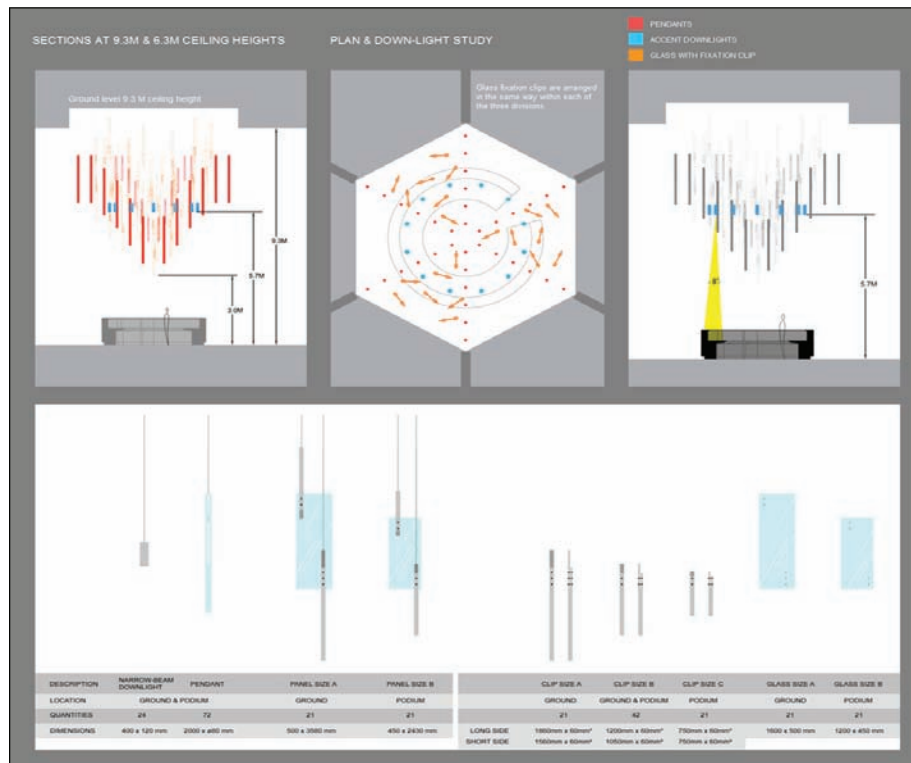 SECTIONS AT 9.3M & 6.3M CEILING HEIGHTS
PLAN & DOWN-LIGHT STUDY
PENDANTS
ACCENT DOWNLIGHTS
GLASS WITH FIXATION CLIP
Ground level 9.3 M ceiling height
Glass fixation clips are arranged
in the same way within each of
the three divisions.
9.3M
5.7M
3.0M
8°
5.7M
DESCRIPTION NARROW-BEAM DOWNLIGHT PENDANT PANEL SIZE A PANEL SIZE B
LOCATION GROUND & PODIUM GROUND PODIUM
QUANTITIES 24 72 21 21
DIMENSIONS 400 x 120 mm 2000 x ø80 mm 500 x 3580 mm 450 x 2430 mm
CLIP SIZE A CLIP SIZE B CLIP SIZE C GLASS SIZE A GLASS SIZE B
GROUND GROUND & PODIUM PODIUM GROUND PODIUM
21 42 21 21 21
LONG SIDE 1200mm x 60mm² 750mm x 60mm² 1600 x 500 mm 1200 x 450 mm
SHORT SIDE 1560mm x 60mm² 1050mm x 60mm² 750mm x 60mm²